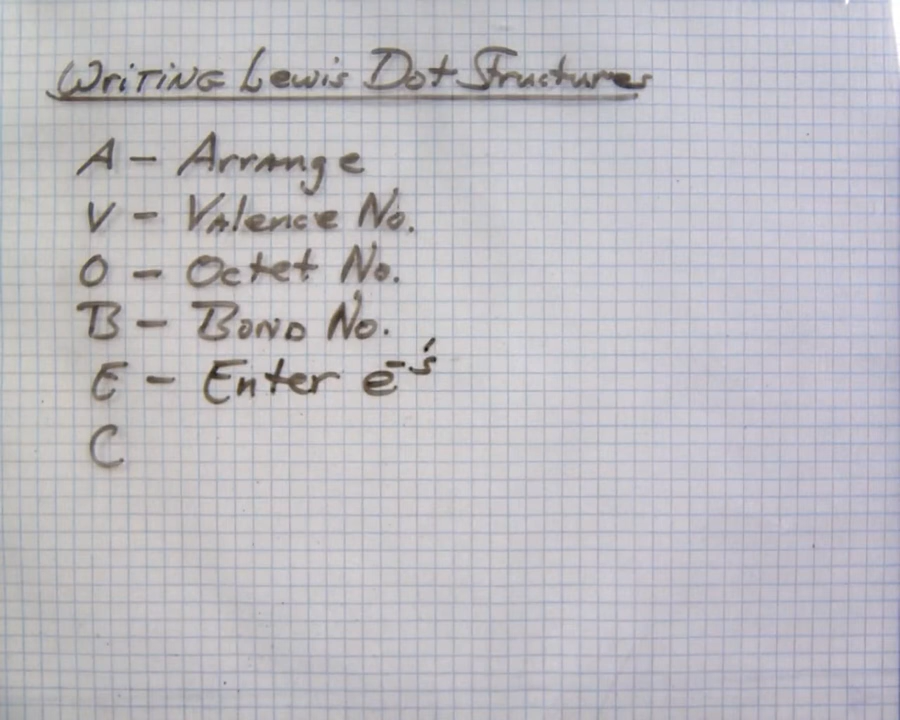 Writing Lewis Dot Structures
A - Arrange
V - Valence No.
O - Octet No.
B - Bond No.
E - Enter e⁻'s
C